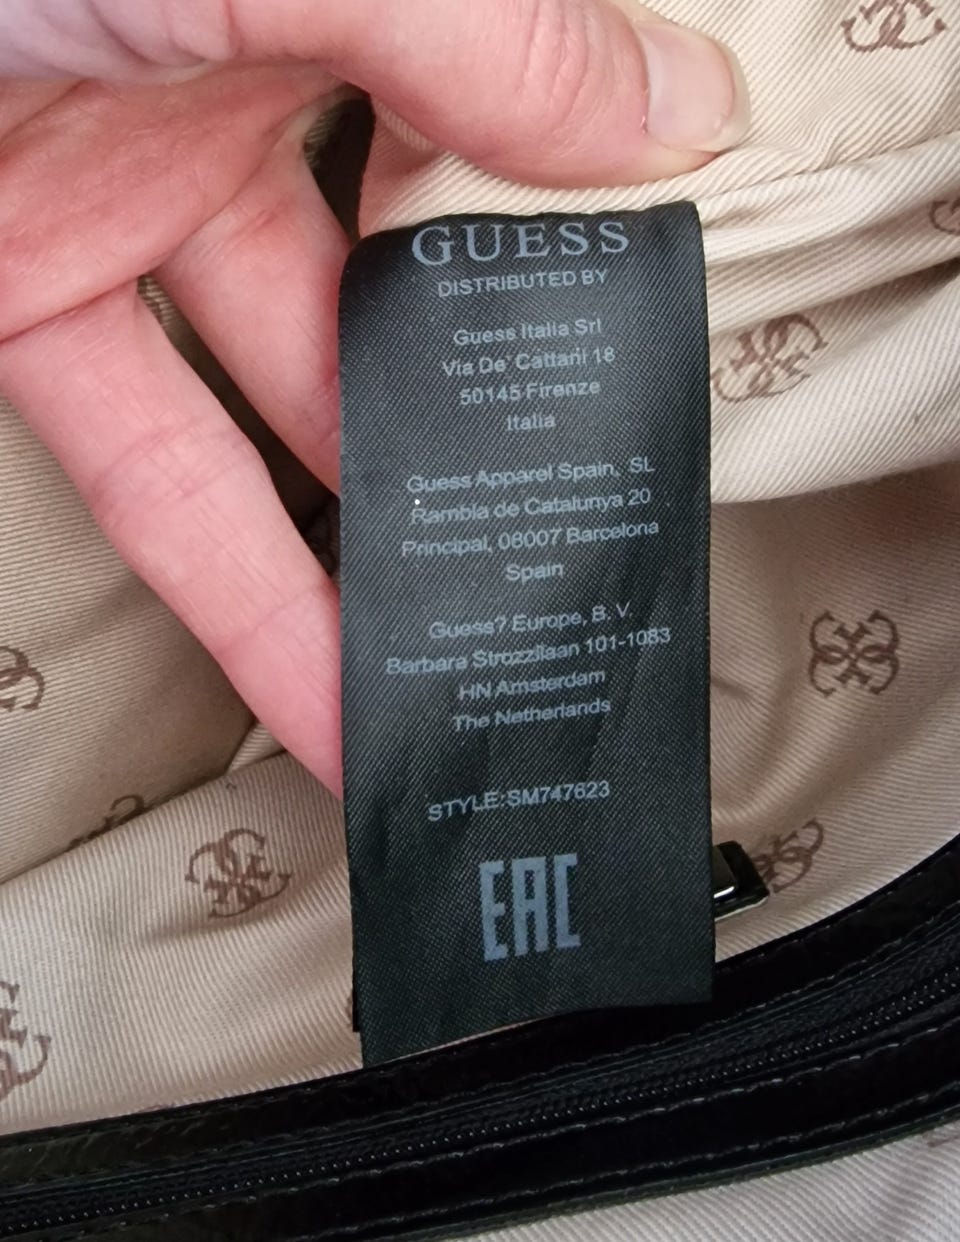 GUESS
DISTRIBUTED BY
Guess Italia Srl
Via De' Cattani 18
50145 Firenze
Italia
Guess Apparel Spain, SL
Rambla de Catalunya 20
Principal, 08007 Barcelona
Spain
Guess? Europe, B. V.
Barbara Strozzilaan 101-1083
HN Amsterdam
The Netherlands
STYLE:SM747623
EAC